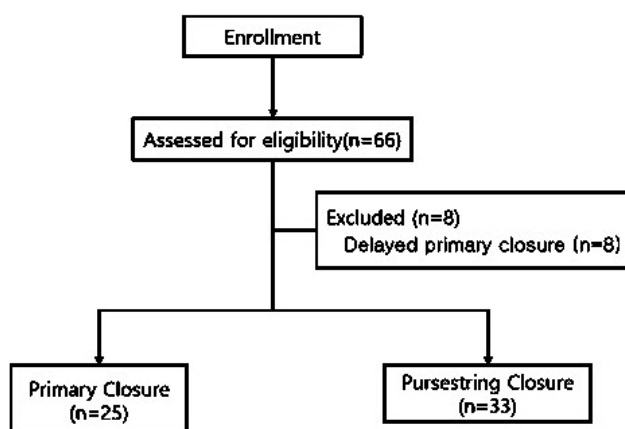 Enrollment
Assessed for eligibility(n=66)
Excluded (n=8)
Delayed primary closure (n=8)
Primary Closure
(n=25)
Pursestring Closure
(n=33)